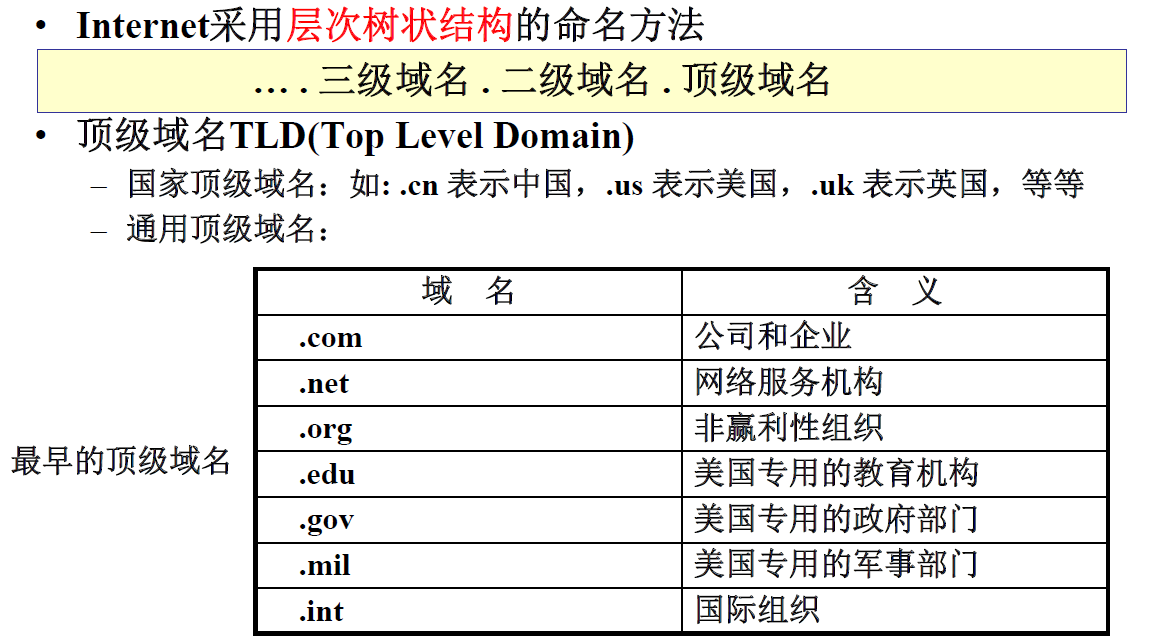 • Internet采用层次树状结构的命名方法
… . 三级域名 . 二级域名 . 顶级域名
• 顶级域名TLD(Top Level Domain)
– 国家顶级域名：如: .cn 表示中国，.us 表示美国，.uk 表示英国，等等
– 通用顶级域名：
域 名 含 义
.com 公司和企业
.net 网络服务机构
.org 非赢利性组织
最早的顶级域名
.edu 美国专用的教育机构
.gov 美国专用的政府部门
.mil 美国专用的军事部门
.int 国际组织